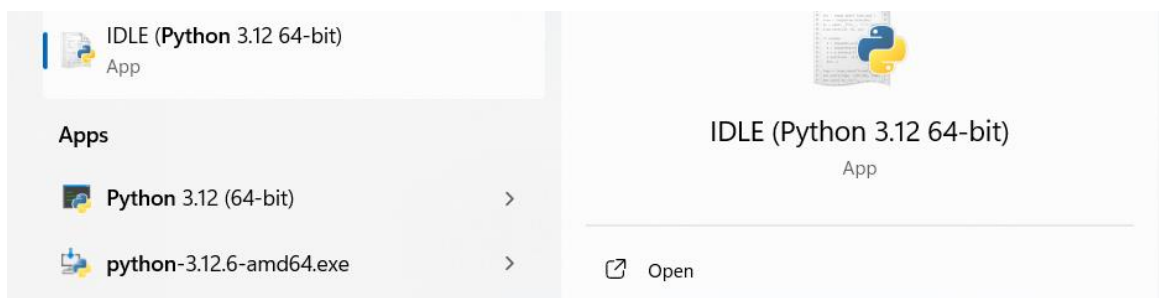 IDLE (Python 3.12 64-bit)
App
Apps
Python 3.12 (64-bit)
python-3.12.6-amd64.exe
IDLE (Python 3.12 64-bit)
App
Open